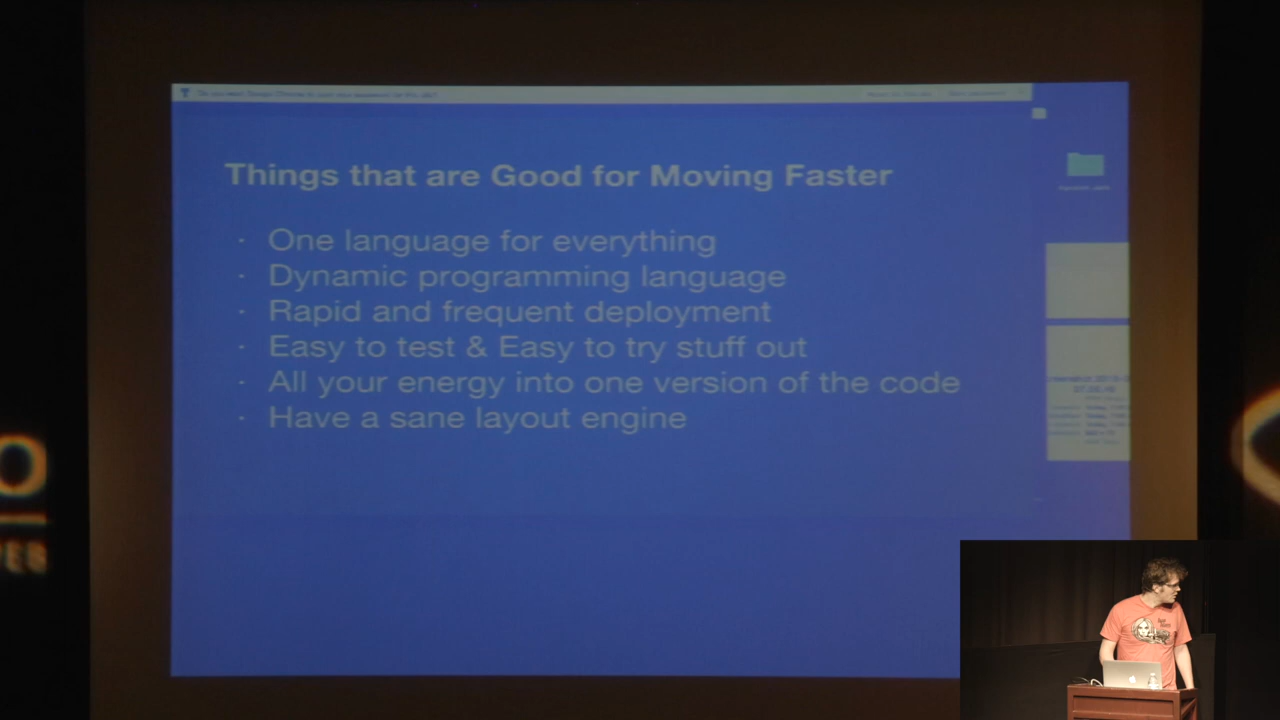 Things that are Good for Moving Faster
· One language for everything
· Dynamic programming language
· Rapid and frequent deployment
· Easy to test & Easy to try stuff out
· All your energy into one version of the code
· Have a sane layout engine